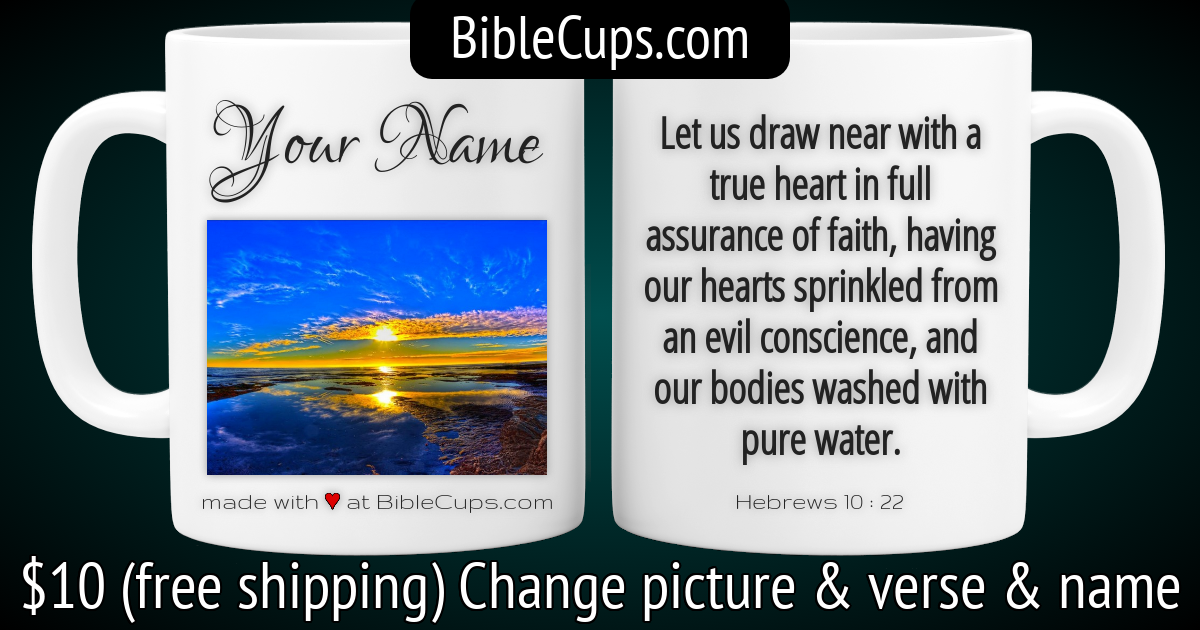 BibleCups.com
Your Name
made with ♥ at BibleCups.com
Let us draw near with a
true heart in full
assurance of faith, having
our hearts sprinkled from
an evil conscience, and
our bodies washed with
pure water.
Hebrews 10 : 22
$10 (free shipping) Change picture & verse & name